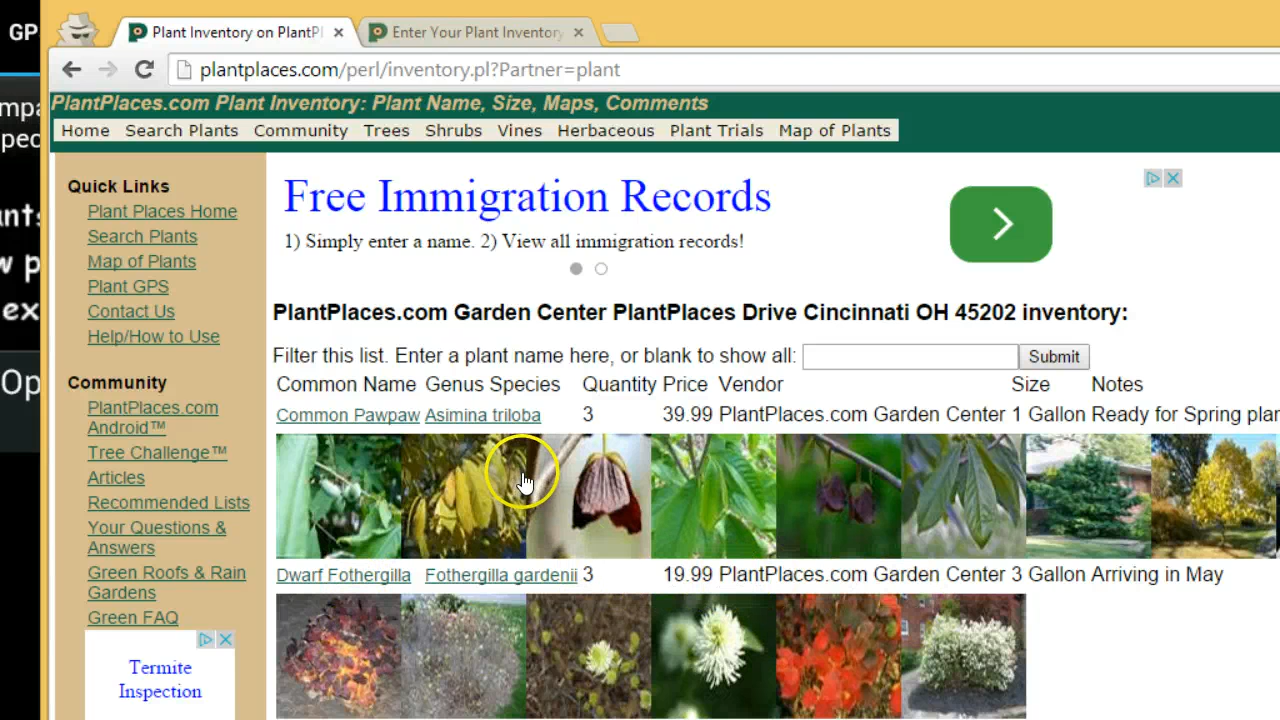 GP
Plant Inventory on PlantPl
Enter Your Plant Inventory
plantplaces.com/perl/inventory.pl?Partner=plant
PlantPlaces.com Plant Inventory: Plant Name, Size, Maps, Comments
Home Search Plants Community Trees Shrubs Vines Herbaceous Plant Trials Map of Plants
Quick Links
Plant Places Home
Search Plants
Map of Plants
Plant GPS
Contact Us
Help/How to Use
Community
PlantPlaces.com
Android™
Tree Challenge™
Articles
Recommended Lists
Your Questions &
Answers
Green Roofs & Rain
Gardens
Green FAQ
Termite
Inspection
Free Immigration Records
1) Simply enter a name. 2) View all immigration records!
PlantPlaces.com Garden Center PlantPlaces Drive Cincinnati OH 45202 inventory:
Filter this list. Enter a plant name here, or blank to show all: Submit
Common Name Genus Species Quantity Price Vendor Size Notes
Common Pawpaw Asimina triloba 3 39.99 PlantPlaces.com Garden Center 1 Gallon Ready for Spring plan
Dwarf Fothergilla Fothergilla gardenii 3 19.99 PlantPlaces.com Garden Center 3 Gallon Arriving in May